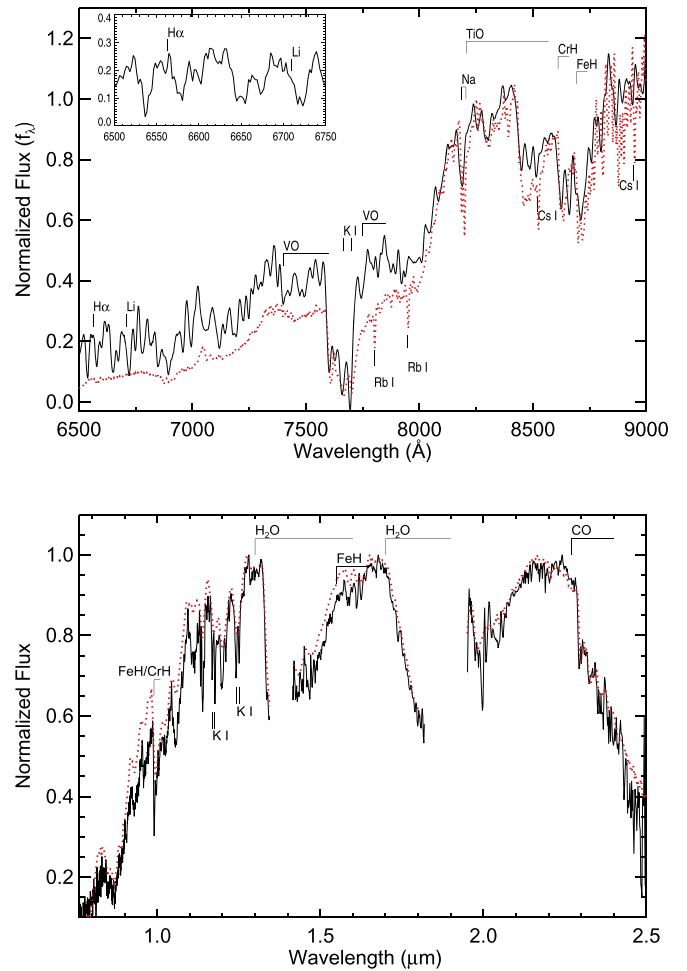 0.4
0.3
0.2
0.1
0.0
Hα
Li
6500 6550 6600 6650 6700 6750
1.2
1.0
0.8
0.6
0.4
0.2
0.0
Normalized Flux (fλ)
TiO
CrH
FeH
Na
Cs I
Cs I
K I
VO
VO
Hα
Li
Rb I
Rb I
6500 7000 7500 8000 8500 9000
Wavelength (Å)
1.0
0.8
0.6
0.4
0.2
Normalized Flux
H₂O
H₂O
CO
FeH
FeH/CrH
K I
K I
1.0 1.5 2.0 2.5
Wavelength (μm)